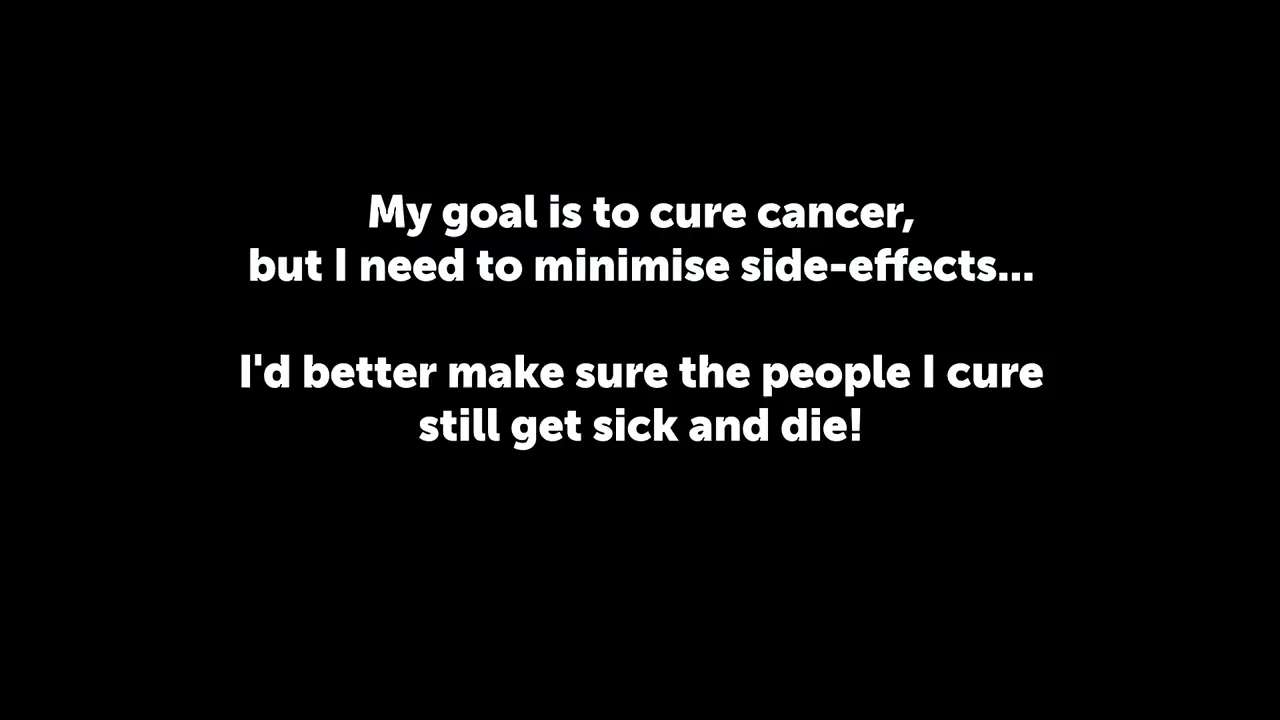 My goal is to cure cancer,
but I need to minimise side-effects...
I'd better make sure the people I cure
still get sick and die!